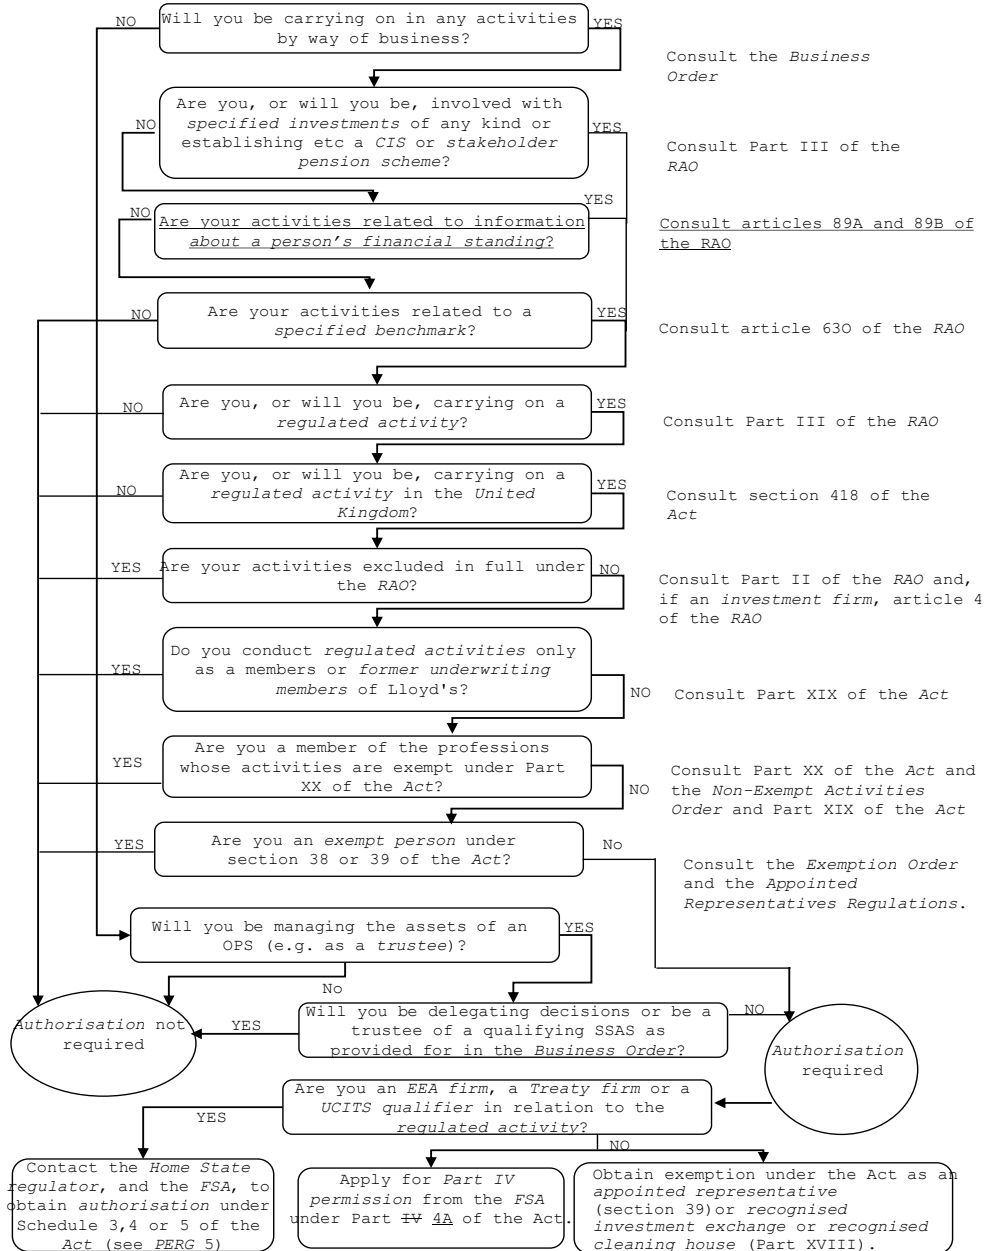 NO
Will you be carrying on in any activities
by way of business?
YES
Consult the Business
Order
NO
Are you, or will you be, involved with
specified investments of any kind or
establishing etc a CIS or stakeholder
pension scheme?
YES
Consult Part III of the
RAO
NO
Are your activities related to information
about a person's financial standing?
YES
Consult articles 89A and 89B of
the RAO
NO
Are your activities related to a
specified benchmark?
YES
Consult article 63O of the RAO
NO
Are you, or will you be, carrying on a
regulated activity?
YES
Consult Part III of the RAO
NO
Are you, or will you be, carrying on a
regulated activity in the United
Kingdom?
YES
Consult section 418 of the
Act
YES
Are your activities excluded in full under
the RAO?
NO
Consult Part II of the RAO and,
if an investment firm, article 4
of the RAO
YES
Do you conduct regulated activities only
as a members or former underwriting
members of Lloyd's?
NO
Consult Part XIX of the Act
YES
Are you a member of the professions
whose activities are exempt under Part
XX of the Act?
NO
Consult Part XX of the Act and
the Non-Exempt Activities
Order and Part XIX of the Act
YES
Are you an exempt person under
section 38 or 39 of the Act?
No
Consult the Exemption Order
and the Appointed
Representatives Regulations.
Will you be managing the assets of an
OPS (e.g. as a trustee)?
YES
No
Authorisation not
required
YES
Will you be delegating decisions or be a
trustee of a qualifying SSAS as
provided for in the Business Order?
NO
Authorisation
required
Are you an EEA firm, a Treaty firm or a
UCITS qualifier in relation to the
regulated activity?
YES
NO
Contact the Home State
regulator, and the FSA, to
obtain authorisation under
Schedule 3,4 or 5 of the
Act (see PERG 5)
Apply for Part IV
permission from the FSA
under Part IV 4A of the Act.
Obtain exemption under the Act as an
appointed representative
(section 39)or recognised
investment exchange or recognised
cleaning house (Part XVIII).